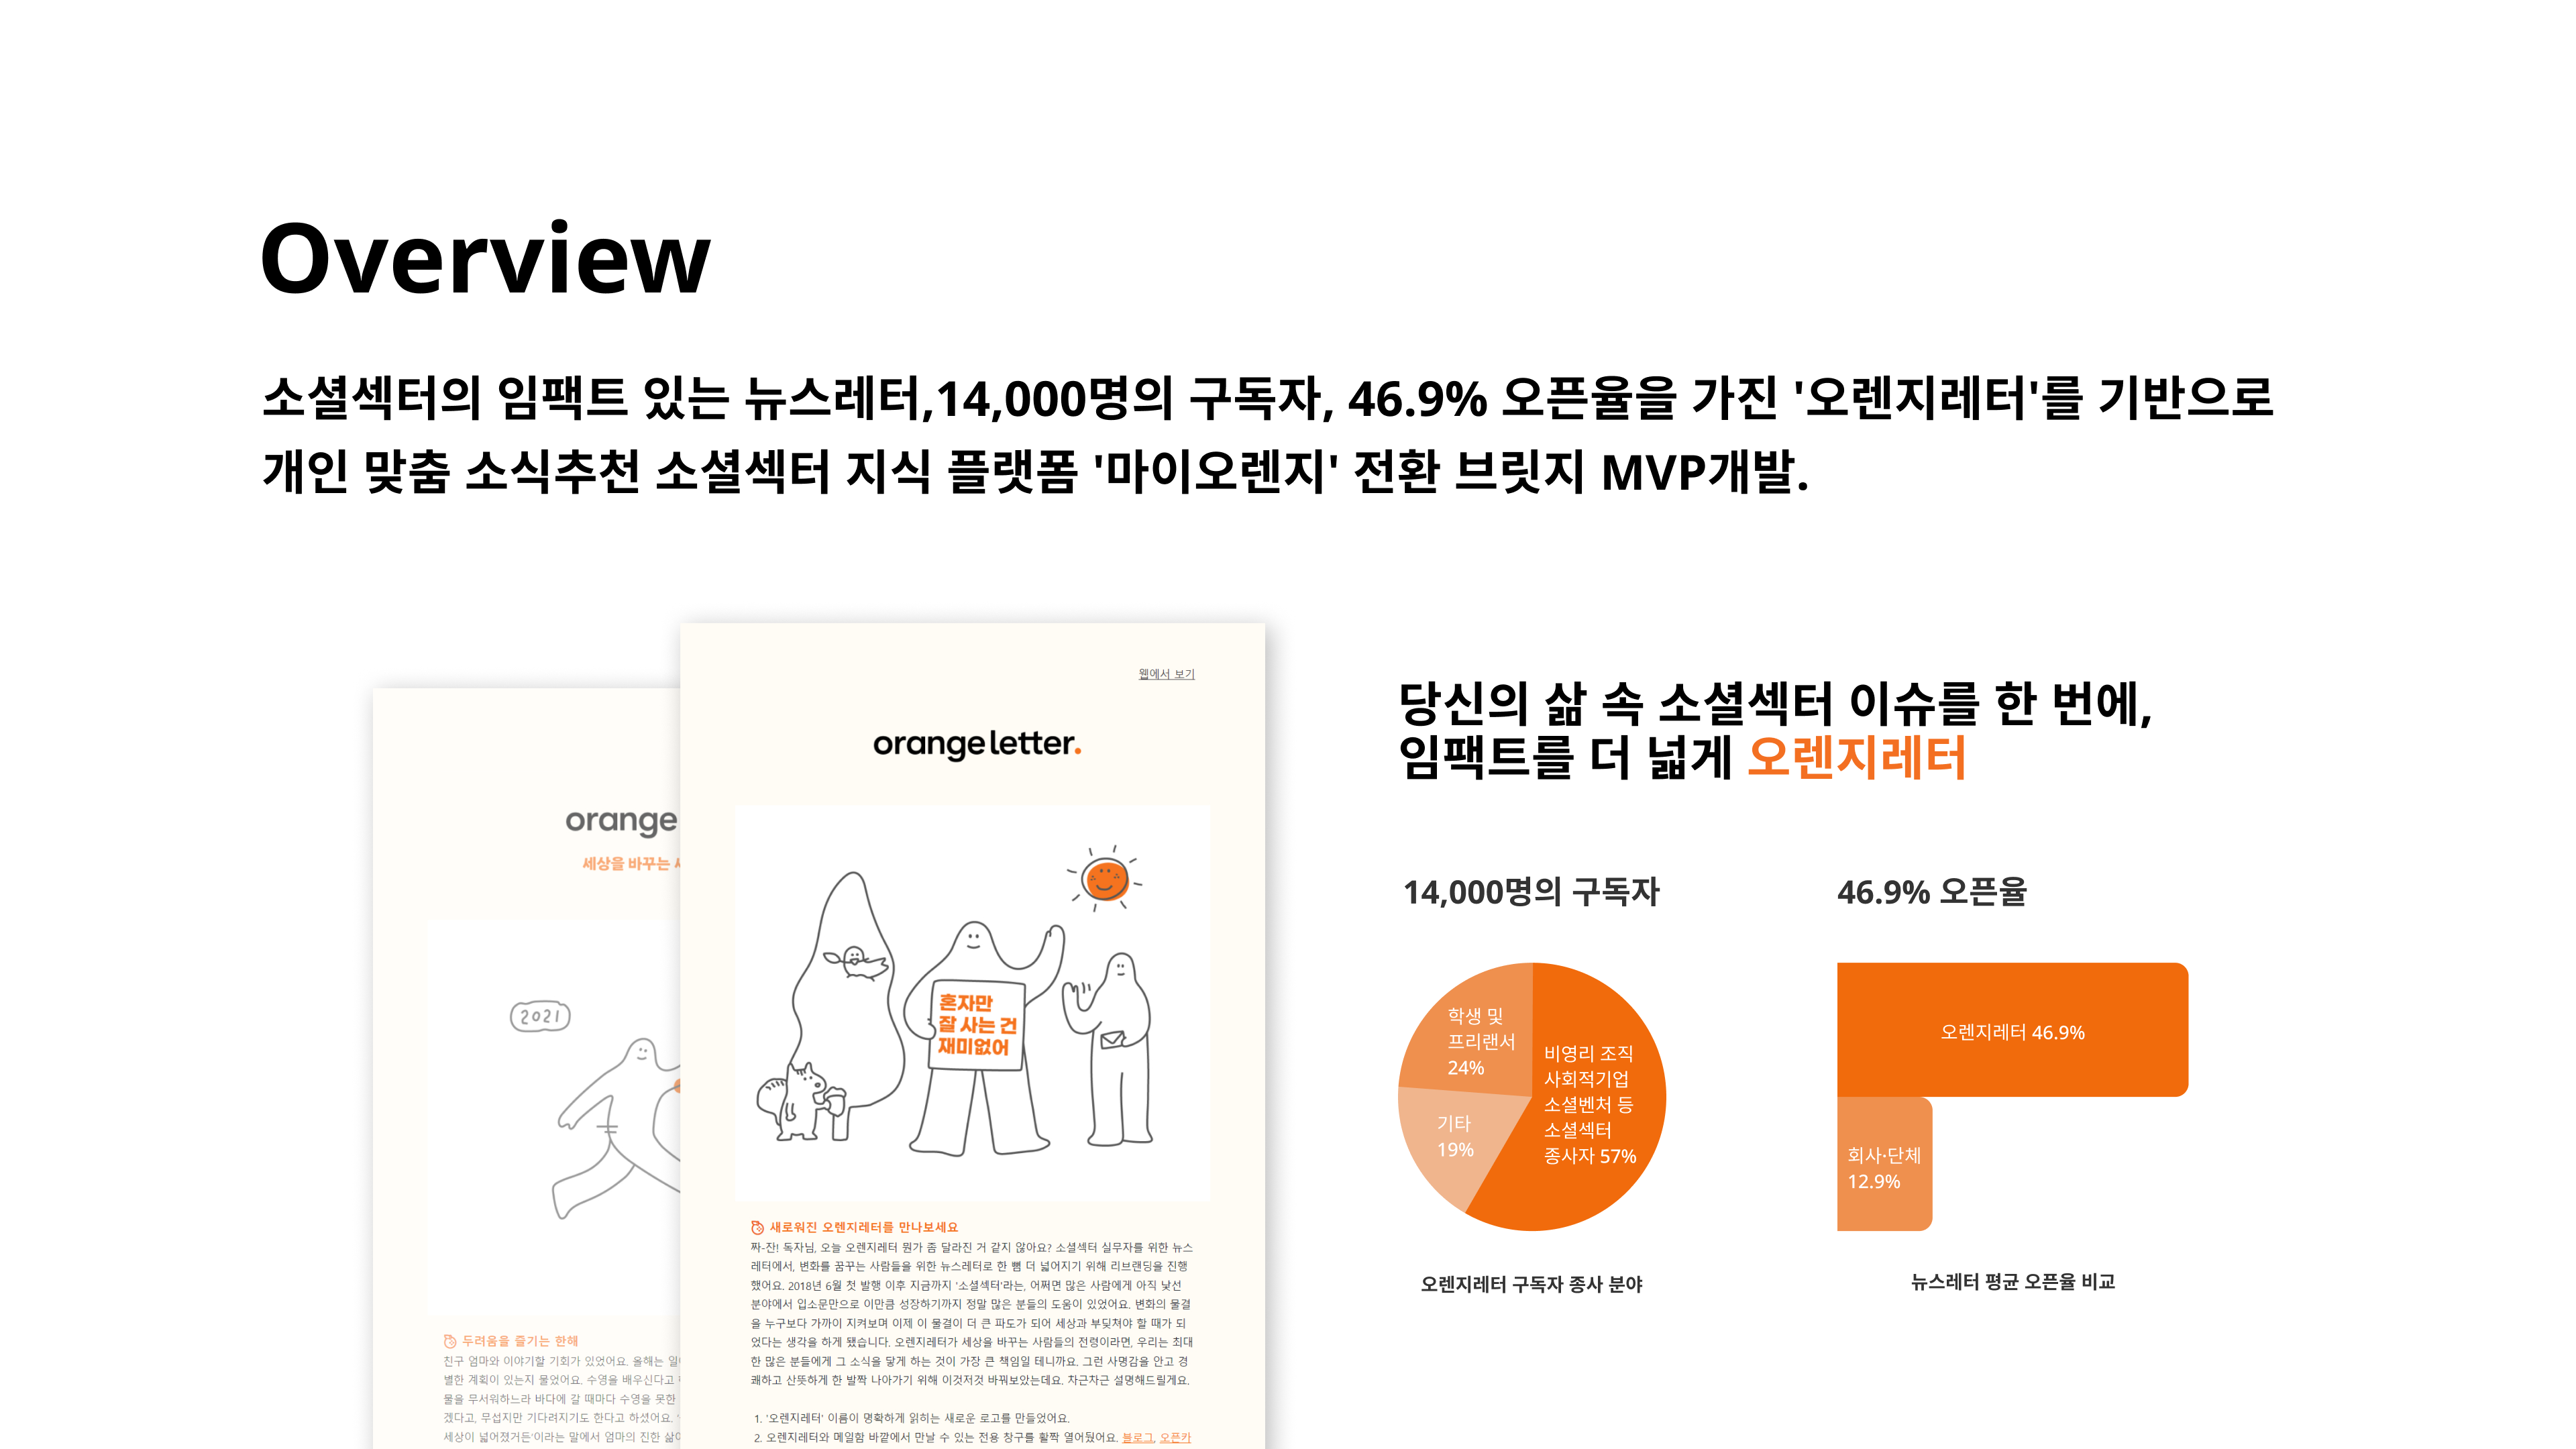 Overview
소셜섹터의 임팩트 있는 뉴스레터,14,000명의 구독자, 46.9% 오픈율을 가진 '오렌지레터'를 기반으로
개인 맞춤 소식추천 소셜섹터 지식 플랫폼 '마이오렌지' 전환 브릿지 MVP개발.
orange
세상을 바꾸는
2021
두려움을 즐기는 한해
친구 엄마와 이야기할 기회가 있었어요. 올해는
별한 계획이 있는지 물었어요. 수영을 배우신다고
물을 무서워하느라 바다에 갈 때마다 수영을 못한
겠다고, 무섭지만 기다려지기도 한다고 하셨어요.
세상이 넓어졌거든'이라는 말에서 엄마의 진한
웹에서 보기
orange letter.
혼자만
잘 사는 건
재미없어
새로워진 오렌지레터를 만나보세요
짜-잔! 독자님, 오늘 오렌지레터 뭔가 좀 달라진 거 같지 않아요? 소셜섹터 실무자를 위한 뉴스
레터에서, 변화를 꿈꾸는 사람들을 위한 뉴스레터로 한 뼘 더 넓어지기 위해 리브랜딩을 진행
했어요. 2018년 6월 첫 발행 이후 지금까지 '소셜섹터'라는, 어쩌면 많은 사람에게 아직 낯선
분야에서 입소문만으로 이만큼 성장하기까지 정말 많은 분들의 도움이 있었어요. 변화의 물결
을 누구보다 가까이 지켜보며 이제 이 물결이 더 큰 파도가 되어 세상과 부딪쳐야 할 때가 되
었다는 생각을 하게 됐습니다. 오렌지레터가 세상을 바꾸는 사람들의 전령이라면, 우리는 최대
한 많은 분들에게 그 소식을 닿게 하는 것이 가장 큰 책임일 테니까요. 그런 사명감을 안고 경
쾌하고 산뜻하게 한 발짝 나아가기 위해 이것저것 바꿔보았는데요. 차근차근 설명해드릴게요.
1. '오렌지레터' 이름이 명확하게 읽히는 새로운 로고를 만들었어요.
2. 오렌지레터와 메일함 바깥에서 만날 수 있는 전용 창구를 활짝 열어뒀어요. 블로그, 오픈카
당신의 삶 속 소셜섹터 이슈를 한 번에,
임팩트를 더 넓게 오렌지레터
14,000명의 구독자
학생 및
프리랜서
24%
기타
19%
비영리 조직
사회적기업
소셜벤처 등
소셜섹터
종사자 57%
오렌지레터 구독자 종사 분야
46.9% 오픈율
오렌지레터 46.9%
회사·단체
12.9%
뉴스레터 평균 오픈율 비교